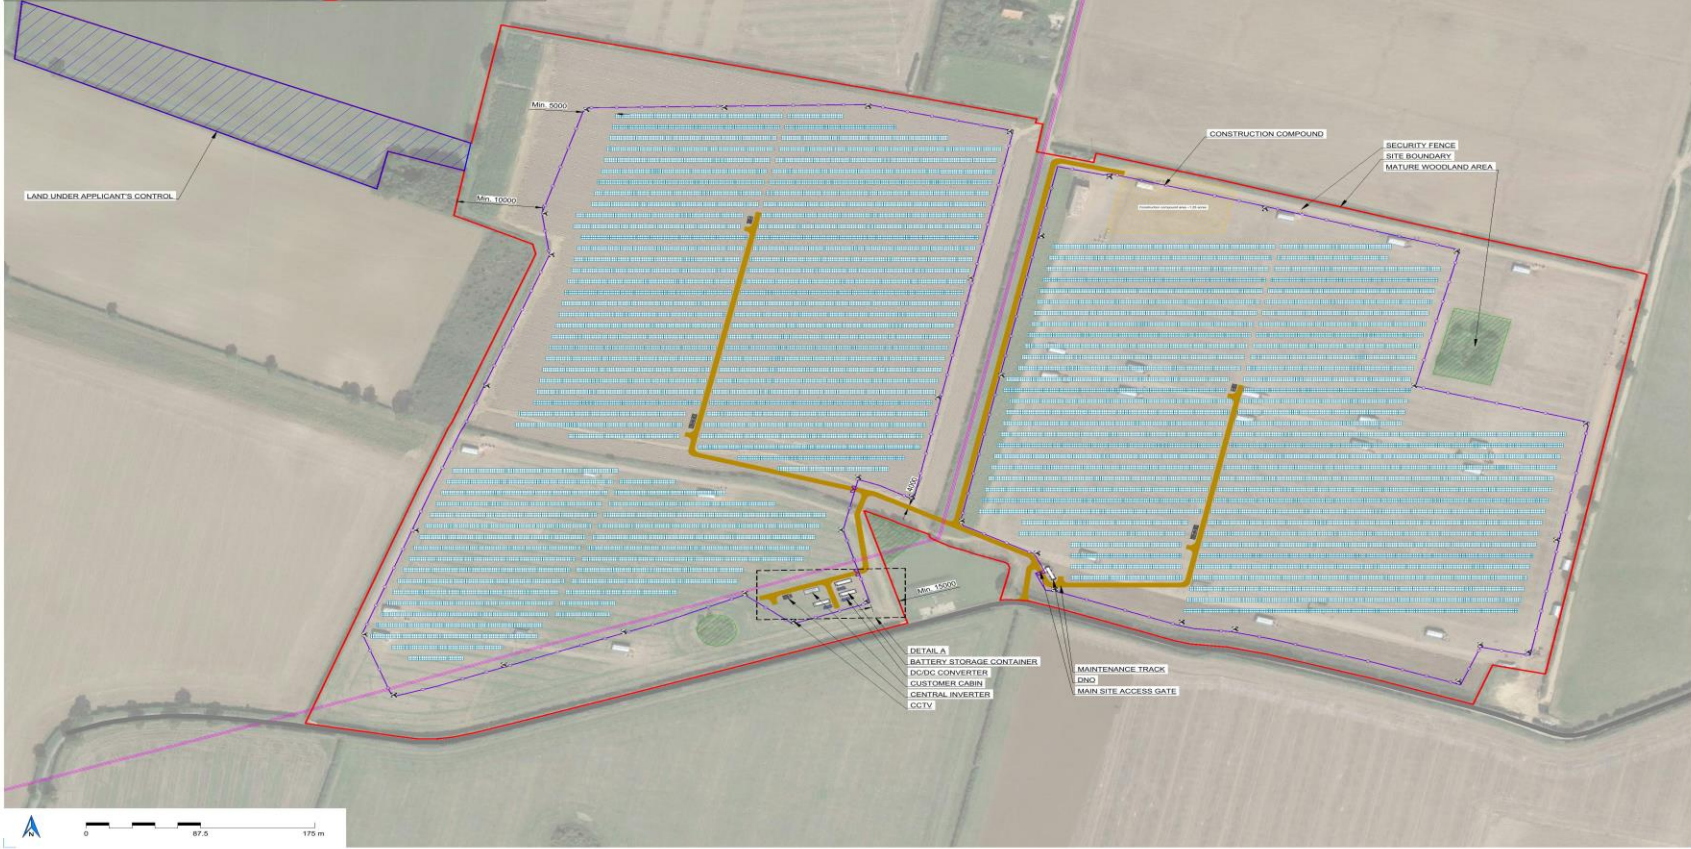 CONSTRUCTION COMPOUND
SECURITY FENCE
SITE BOUNDARY
MATURE WOODLAND AREA
Min. 5000
LAND UNDER APPLICANT'S CONTROL
Min. 10000
4000
Min. 15000
DETAIL A
BATTERY STORAGE CONTAINER
DC/DC CONVERTER
CUSTOMER CABIN
CENTRAL INVERTER
CCTV
MAINTENANCE TRACK
DNO
MAIN SITE ACCESS GATE
N
0 87.5 175 m